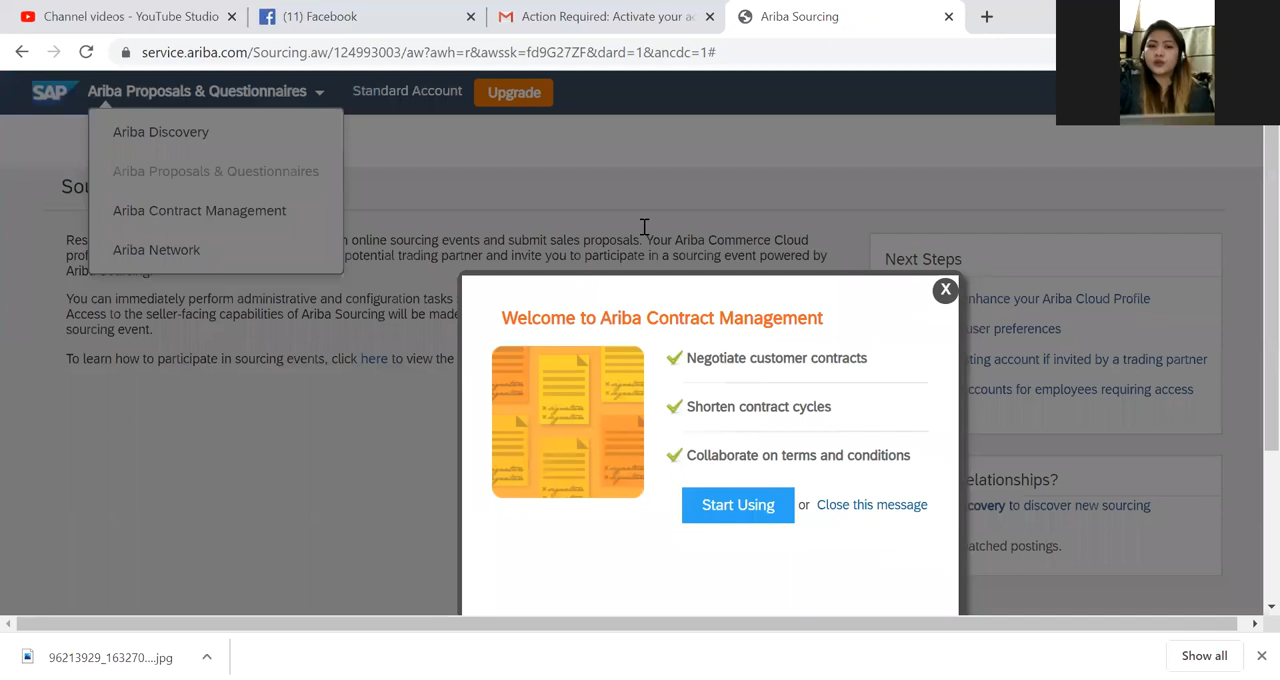 Channel videos - YouTube Studio
(11) Facebook
Action Required: Activate your ac
Ariba Sourcing
service.ariba.com/Sourcing.aw/124993003/aw?awh=r&awssk=fd9G27ZF&dard=1&ancdc=1#
SAP Ariba Proposals & Questionnaires Standard Account Upgrade
Ariba Discovery
Ariba Proposals & Questionnaires
Ariba Contract Management
Ariba Network
Sou
Res
n online sourcing events and submit sales proposals. Your Ariba Commerce Cloud
prof
potential trading partner and invite you to participate in a sourcing event powered by
Ariba Sourcing.
You can immediately perform administrative and configuration tasks
Access to the seller-facing capabilities of Ariba Sourcing will be made
sourcing event.
To learn how to participate in sourcing events, click here to view the
Next Steps
nhance your Ariba Cloud Profile
user preferences
ting account if invited by a trading partner
ccounts for employees requiring access
elationships?
covery to discover new sourcing
atched postings.
X
Welcome to Ariba Contract Management
Negotiate customer contracts
Shorten contract cycles
Collaborate on terms and conditions
Start Using or Close this message
96213929_163270....jpg
Show all